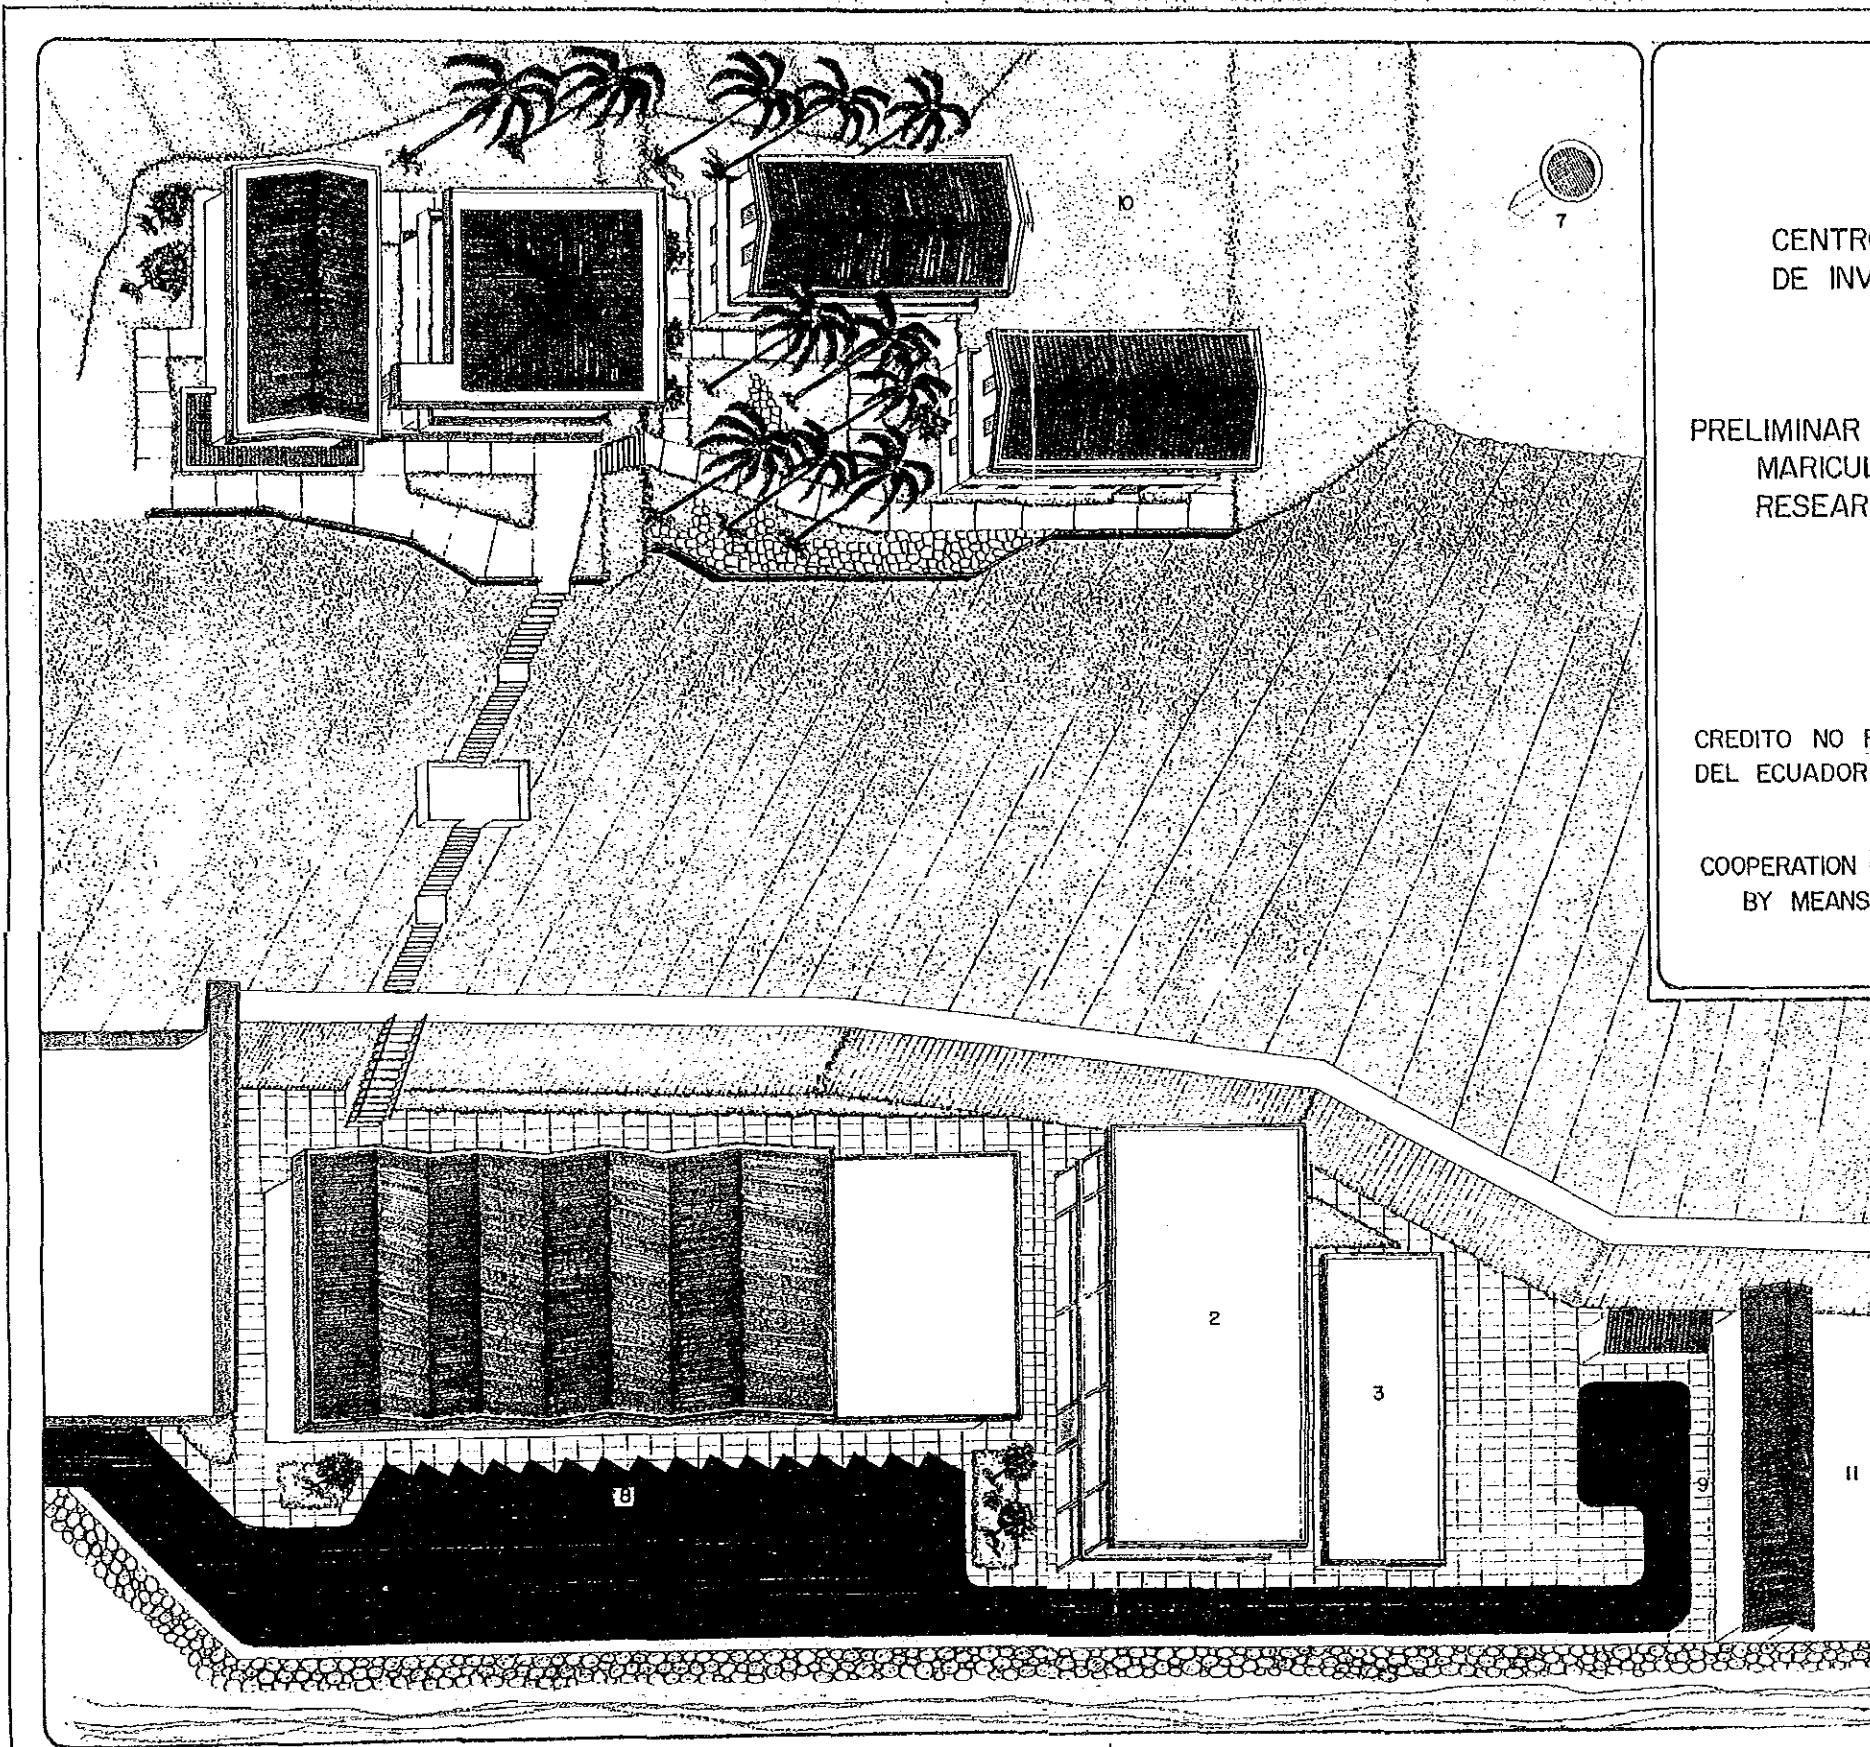 10
7
CENTRO
DE INV
PRELIMINAR
MARICUL
RESEAR
CREDITO NO
DEL ECUADOR
COOPERATION
BY MEANS
2
3
8
9
11